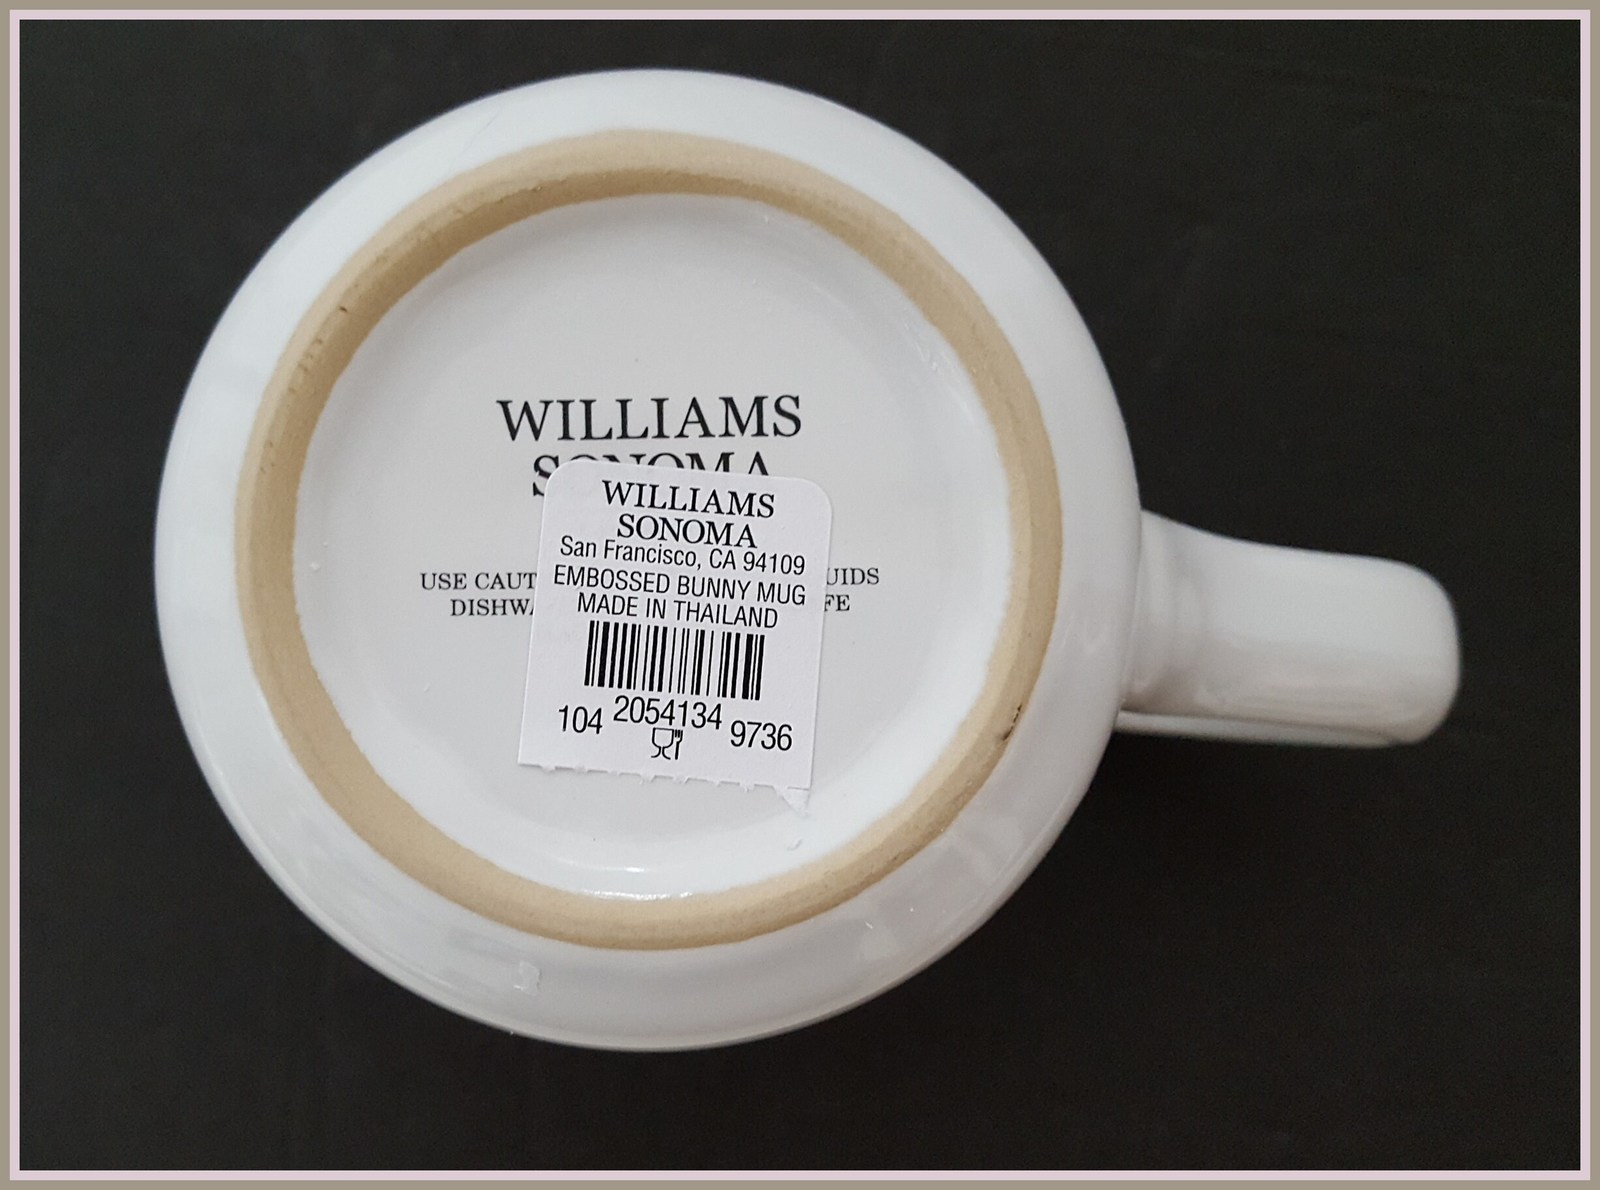 WILLIAMS
SONOMA
WILLIAMS
SONOMA
San Francisco, CA 94109
EMBOSSED BUNNY MUG
MADE IN THAILAND
104 2054134 9736
USE CAUT UIDS
DISHWA FE